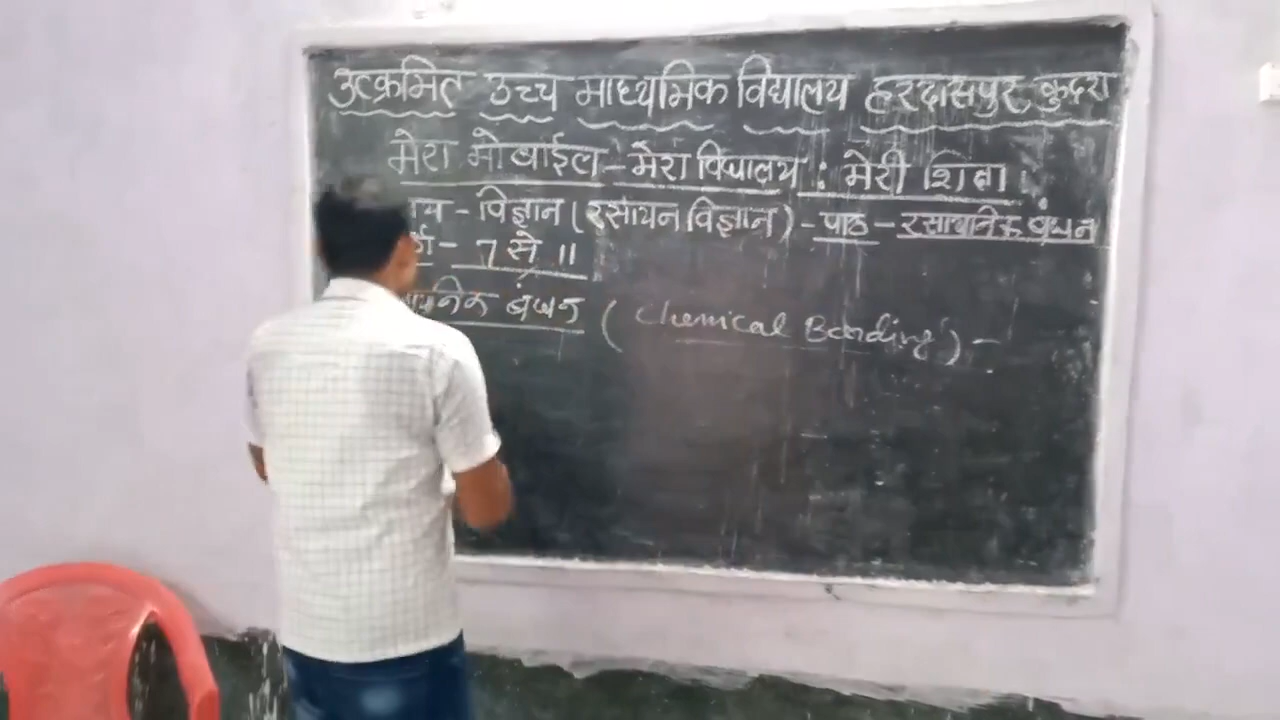 उत्क्रमित उच्च माध्यमिक विद्यालय हरदासपुर, कुदरा
मेरा मोबाईल - मेरा विद्यालय : मेरी शिक्षा।
- विज्ञान (रसायन विज्ञान) - पाठ - रसायनिक बंधन
- 7 से 11
बंधन ( Chemical Bonding ) -